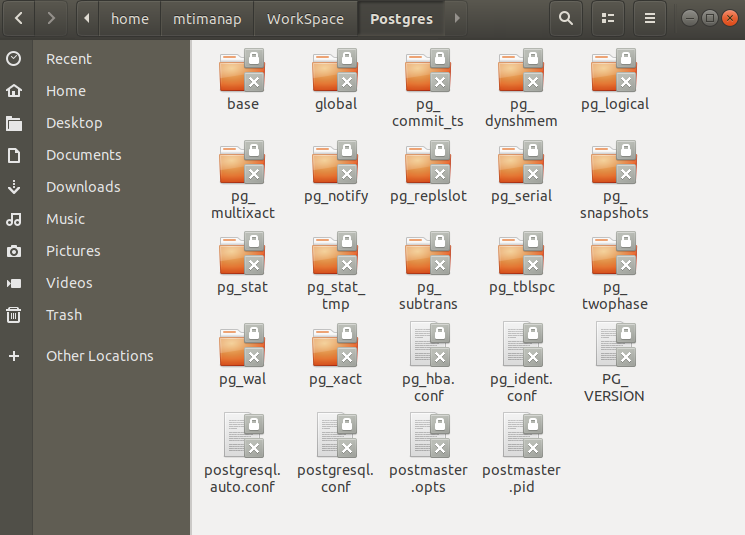 home
mtimanap
WorkSpace
Postgres
Recent
Home
Desktop
Documents
Downloads
Music
Pictures
Videos
Trash
Other Locations
base
global
pg_
commit_ts
pg_
dynshmem
pg_logical
pg_
multixact
pg_notify
pg_replslot
pg_serial
pg_
snapshots
pg_stat
pg_stat_
tmp
pg_
subtrans
pg_tblspc
pg_
twophase
pg_wal
pg_xact
pg_hba.
conf
pg_ident.
conf
PG_
VERSION
postgresql.
auto.conf
postgresql.
conf
postmaster
.opts
postmaster
.pid